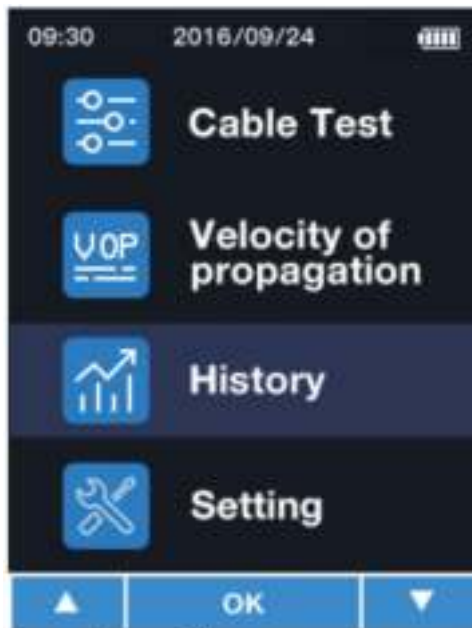 09:30 2016/09/24
Cable Test
VOP
Velocity of
propagation
History
Setting
OK